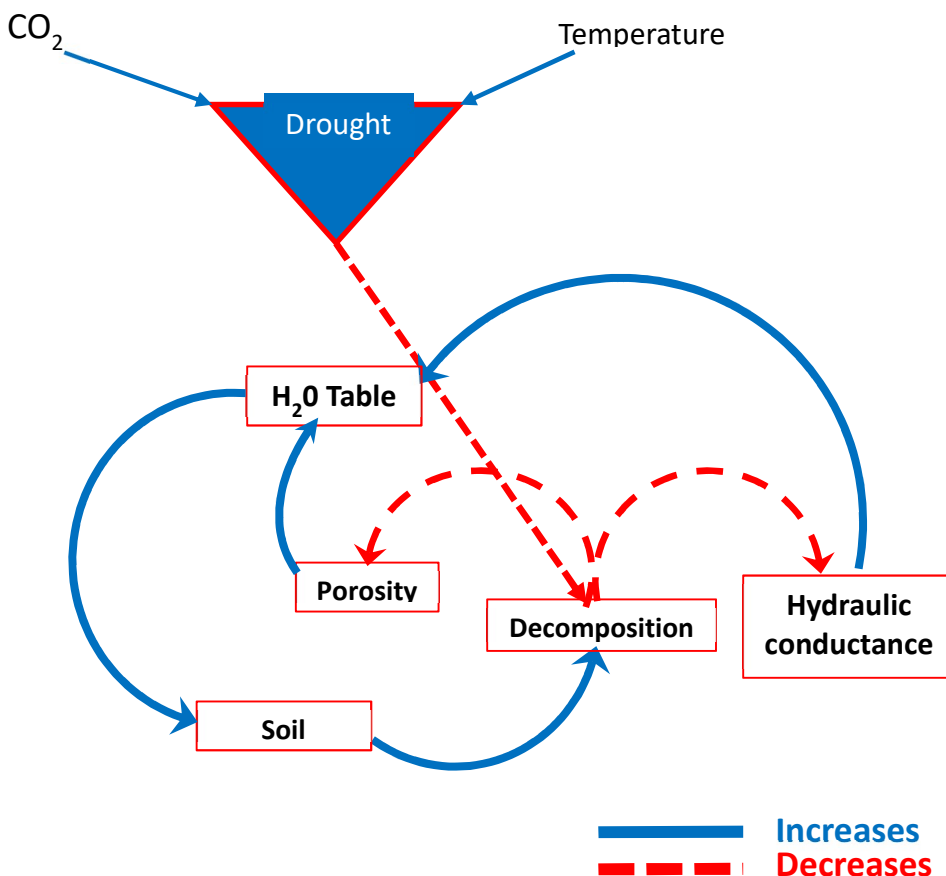 CO₂
Temperature
Drought
H₂0 Table
Porosity
Decomposition
Hydraulic
conductance
Soil
Increases
Decreases